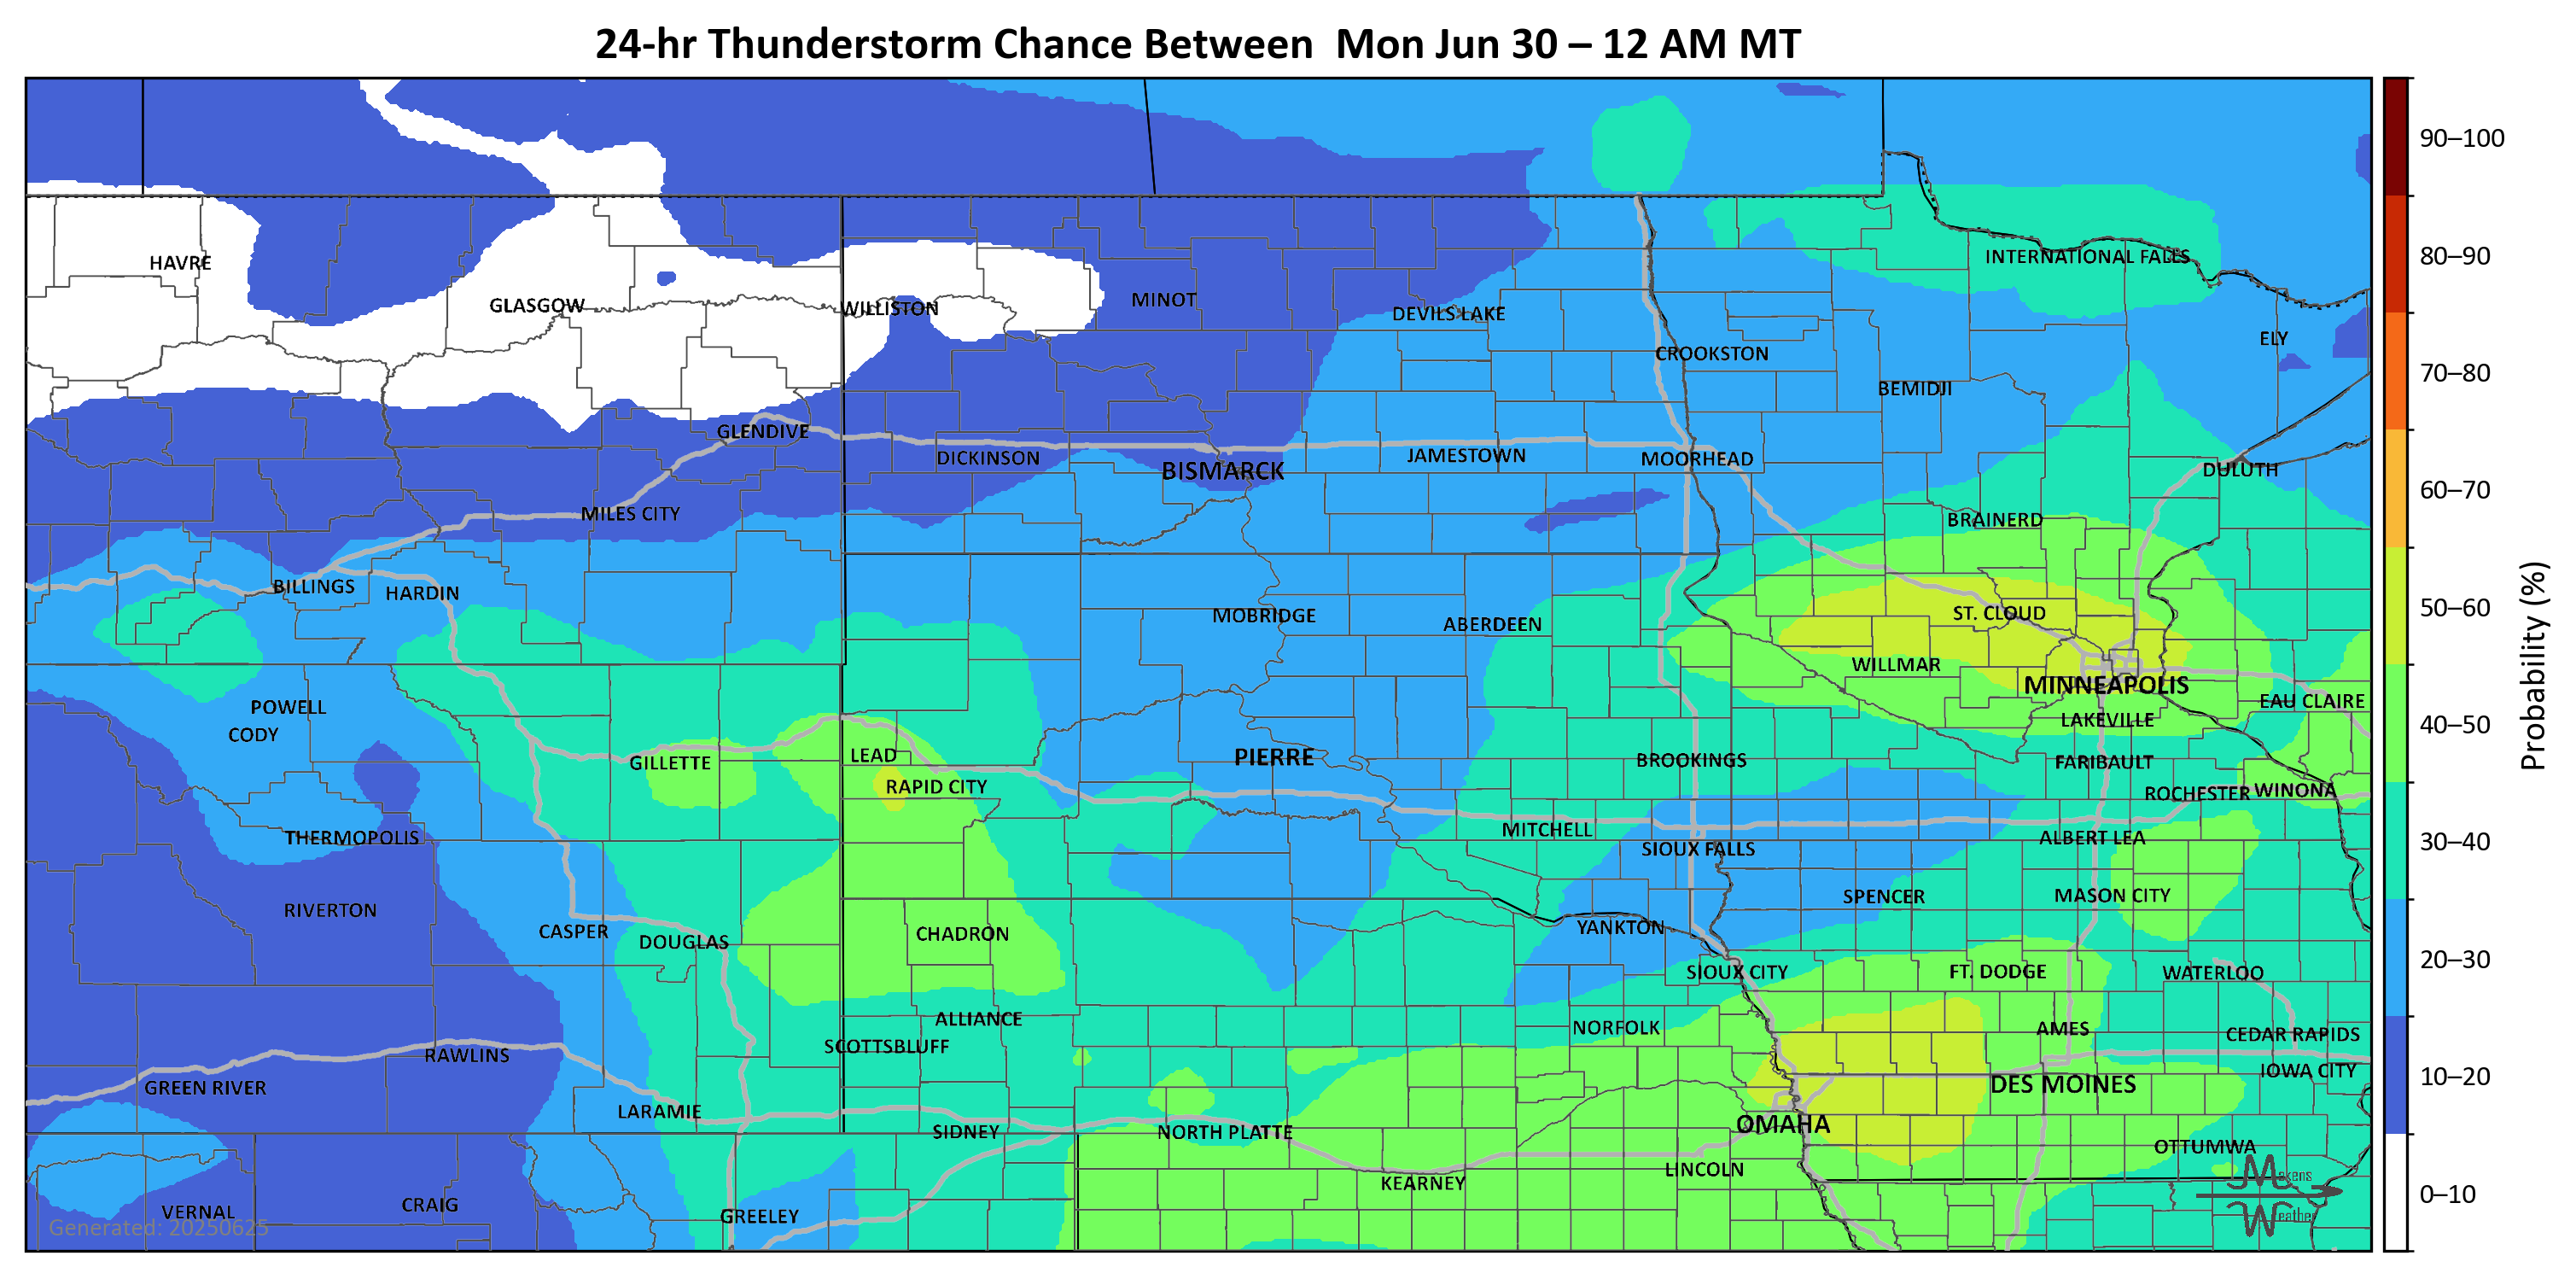 24-hr Thunderstorm Chance Between  Mon Jun 30 – 12 AM MT
90–100
INTERNATIONAL FALLS
80–90
HAVRE
GLASGOW
WILLISTON
MINOT
DEVILS LAKE
ELY
CROOKSTON
70–80
BEMIDJI
GLENDIVE
DICKINSON
BISMARCK
JAMESTOWN
MOORHEAD
DULUTH
60–70
MILES CITY
BRAINERD
BILLINGS
HARDIN
MOBRIDGE
ABERDEEN
ST. CLOUD
50–60
WILLMAR
Probability (%)
MINNEAPOLIS
POWELL
EAU CLAIRE
LAKEVILLE
40–50
CODY
GILLETTE
LEAD
PIERRE
BROOKINGS
FARIBAULT
RAPID CITY
ROCHESTER
WINONA
THERMOPOLIS
MITCHELL
ALBERT LEA
30–40
SIOUX FALLS
RIVERTON
SPENCER
MASON CITY
CASPER
DOUGLAS
CHADRON
YANKTON
20–30
SIOUX CITY
FT. DODGE
WATERLOO
ALLIANCE
NORFOLK
AMES
CEDAR RAPIDS
SCOTTSBLUFF
RAWLINS
IOWA CITY
10–20
GREEN RIVER
DES MOINES
LARAMIE
OMAHA
SIDNEY
NORTH PLATTE
OTTUMWA
LINCOLN
KEARNEY
Makens
0–10
VERNAL
CRAIG
GREELEY
Weather
Generated: 20250625